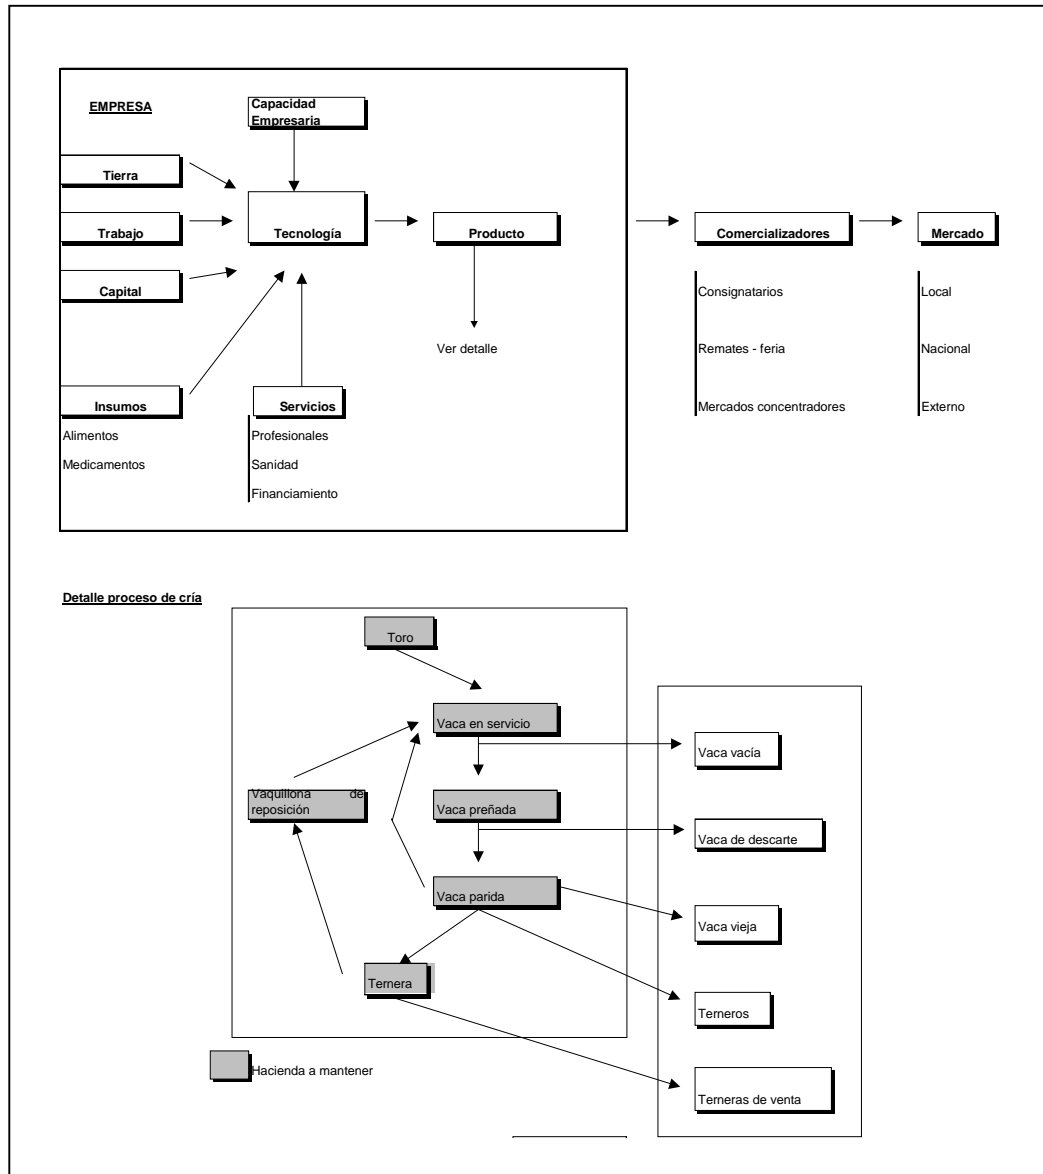 EMPRESA
Capacidad
Empresaria
Tierra
Trabajo
Tecnología
Producto
Comercializadores
Mercado
Capital
Consignatarios
Local
Ver detalle
Remates - feria
Nacional
Insumos
Servicios
Mercados concentradores
Externo
Alimentos
Profesionales
Medicamentos
Sanidad
Financiamiento
Detalle proceso de cría
Toro
Vaca en servicio
Vaca vacía
Vaquillona de
reposición
Vaca preñada
Vaca de descarte
Vaca parida
Vaca vieja
Ternera
Terneros
Hacienda a mantener
Terneras de venta